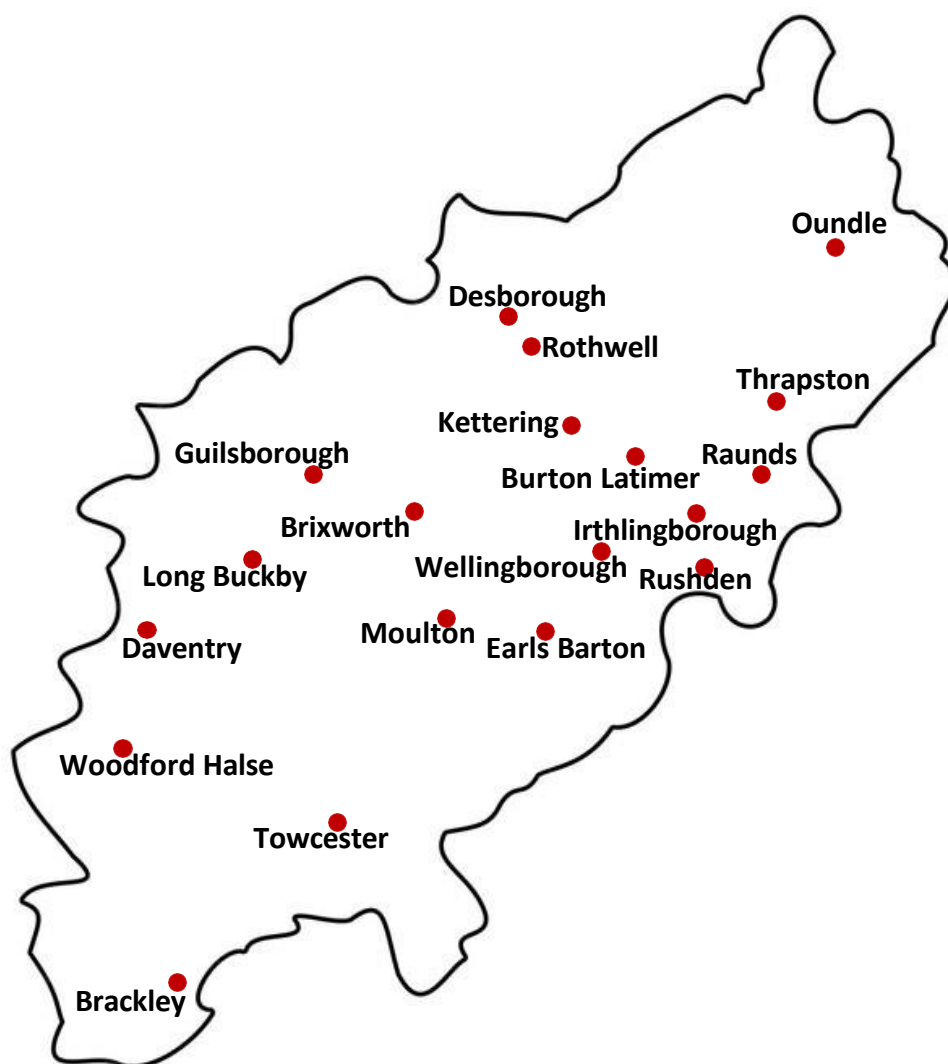 Oundle
Desborough
Rothwell
Thrapston
Kettering
Guilsborough
Raunds
Burton Latimer
Brixworth
Irthlingborough
Wellingborough
Long Buckby
Rushden
Moulton
Daventry
Earls Barton
Woodford Halse
Towcester
Brackley